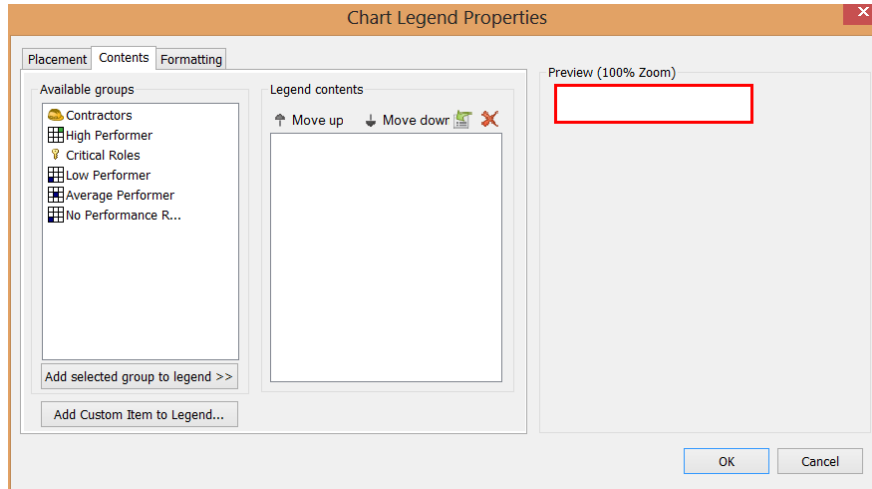 Chart Legend Properties
Placement Contents Formatting
Available groups
Contractors
High Performer
Critical Roles
Low Performer
Average Performer
No Performance R...
Add selected group to legend >>
Add Custom Item to Legend...
Legend contents
Move up Move dowr
Preview (100% Zoom)
OK Cancel